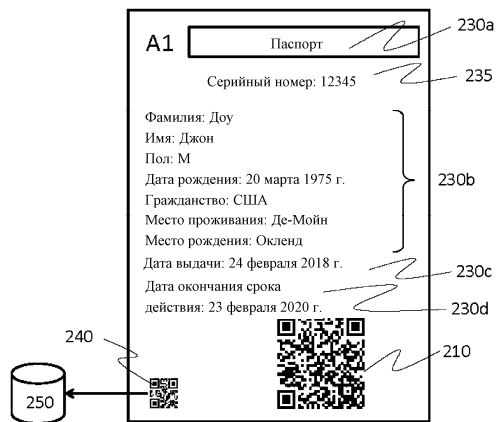 230a
A1
Паспорт
235
Серийный номер: 12345
Фамилия: Доу
Имя: Джон
Пол: М
Дата рождения: 20 марта 1975 г.
230b
Гражданство: США
Место проживания: Де-Мойн
Место рождения: Окленд
Дата выдачи: 24 февраля 2018 г.
230c
Дата окончания срока
действия: 23 февраля 2020 г.
230d
240
210
250